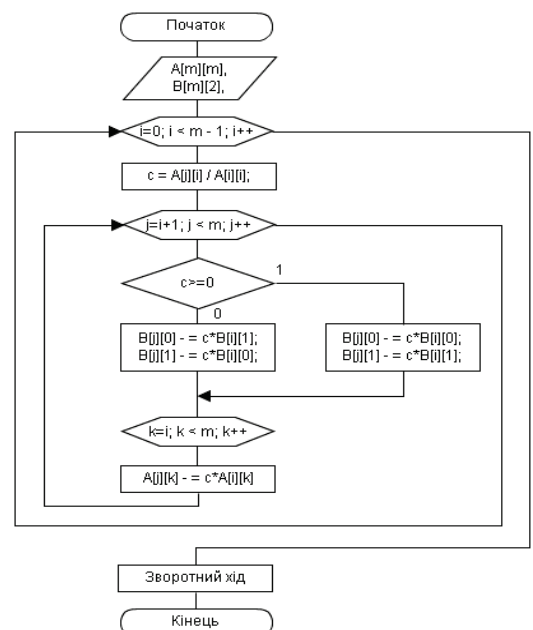 Початок
A[m][m],
B[m][2],
i=0; i < m - 1; i++
c = A[j][i] / A[i][i];
j=i+1; j < m; j++
c>=0
1
0
B[j][0] - = c*B[i][1];
B[j][1] - = c*B[i][0];
B[j][0] - = c*B[i][0];
B[j][1] - = c*B[i][1];
k=i; k < m; k++
A[j][k] - = c*A[i][k]
Зворотний хід
Кінець